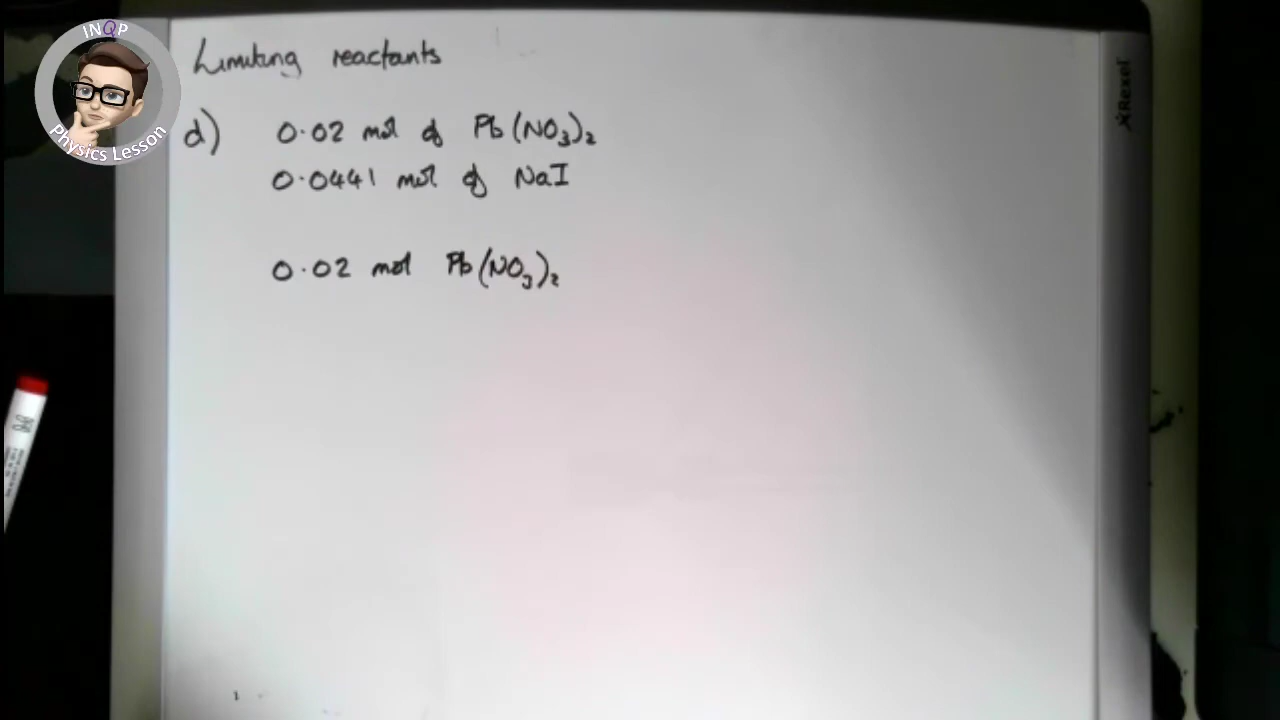 INQP
Physics Lesson
Limiting reactants
d) 0.02 mol of Pb(NO₃)₂
0.0441 mol of NaI
0.02 mol Pb(NO₃)₂
Rexel